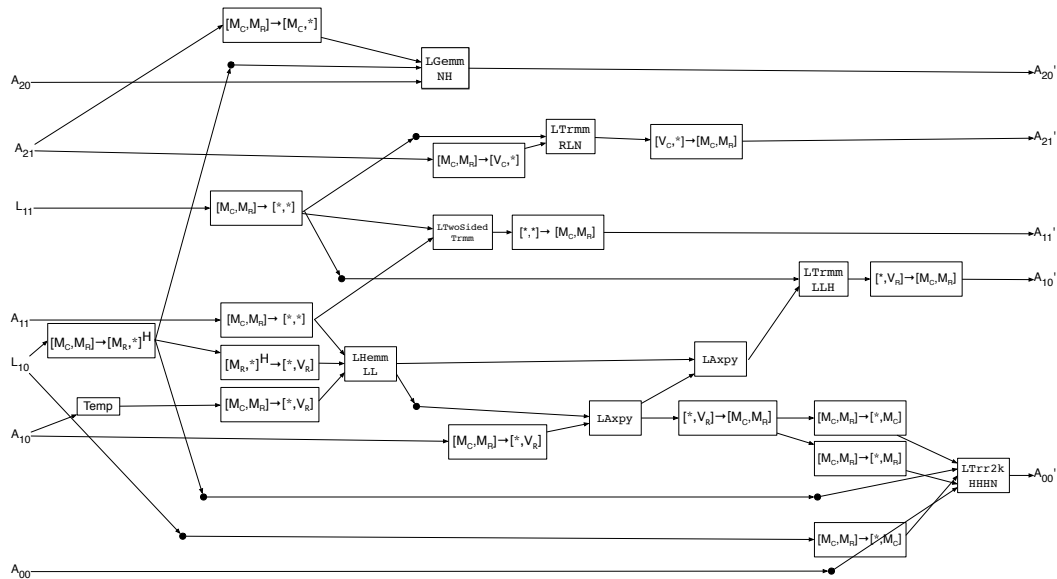 [M_C,M_R]→[M_C,*]
A_20
LGemm
NH
A_20'
A_21
[M_C,M_R]→[V_C,*]
LTrmm
RLN
[V_C,*]→[M_C,M_R]
A_21'
L_11
[M_C,M_R]→ [*,*]
LTwoSided
Trmm
[*,*]→ [M_C,M_R]
A_11'
LTrmm
LLH
[*,V_R]→[M_C,M_R]
A_10'
A_11
[M_C,M_R]→ [*,*]
[M_C,M_R]→[M_R,*]^H
L_10
[M_R,*]^H→[*,V_R]
LHemm
LL
LAxpy
Temp
[M_C,M_R]→[*,V_R]
A_10
[M_C,M_R]→[*,V_R]
LAxpy
[*,V_R]→[M_C,M_R]
[M_C,M_R]→[*,M_C]
[M_C,M_R]→[*,M_R]
LTrr2k
HHHN
A_00'
[M_C,M_R]→[*,M_C]
A_00